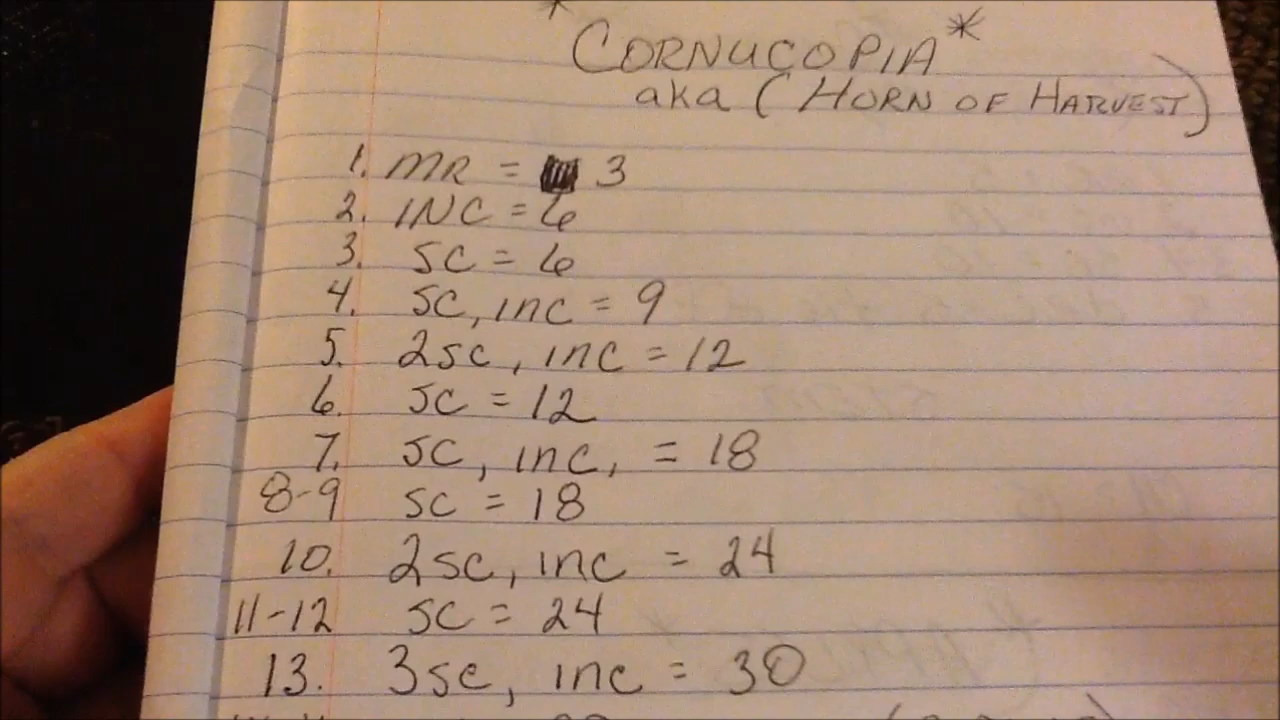 * CORNUCOPIA *
aka (HORN OF HARVEST)
1. MR = 3
2. INC = 6
3. SC = 6
4. SC, inc = 9
5. 2sc, inc = 12
6. SC = 12
7. SC, inc, = 18
8-9 SC = 18
10. 2sc, inc = 24
11-12 SC = 24
13. 3sc, inc = 30